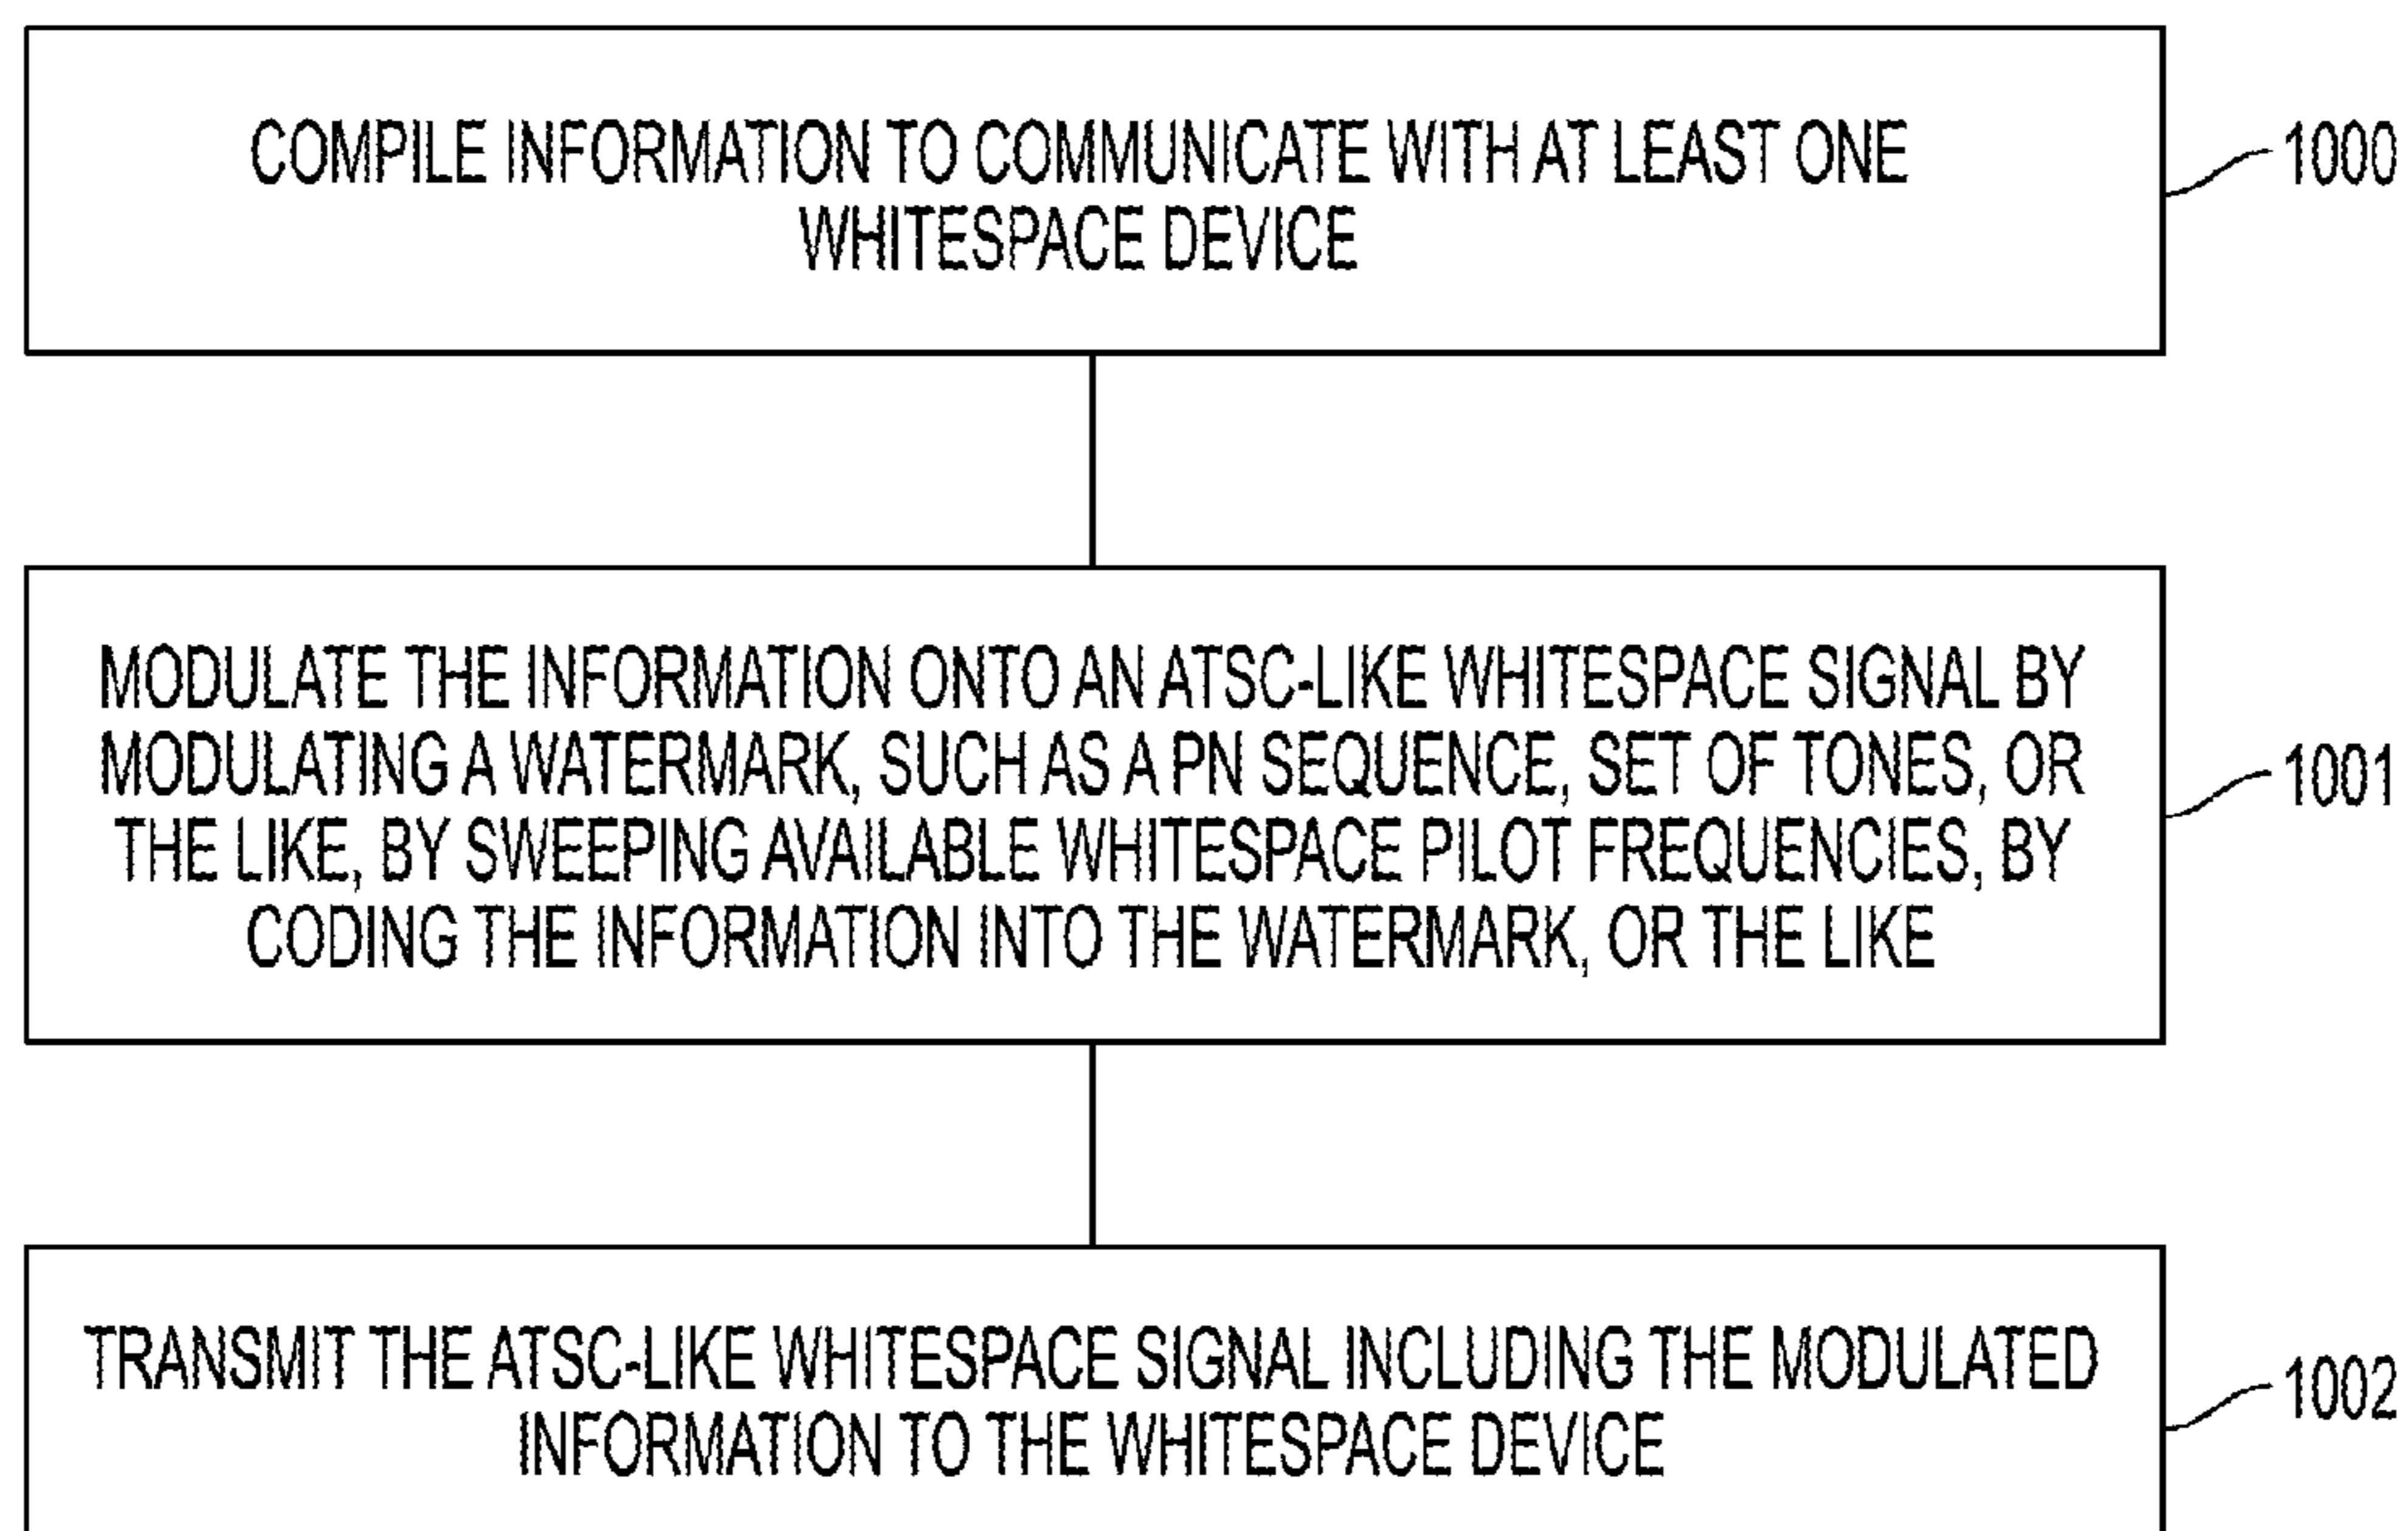 COMPILE INFORMATION TO COMMUNICATE WITH AT LEAST ONE
WHITESPACE DEVICE
1000
MODULATE THE INFORMATION ONTO AN ATSC-LIKE WHITESPACE SIGNAL BY
MODULATING A WATERMARK, SUCH AS A PN SEQUENCE, SET OF TONES, OR
THE LIKE, BY SWEEPING AVAILABLE WHITESPACE PILOT FREQUENCIES, BY
CODING THE INFORMATION INTO THE WATERMARK, OR THE LIKE
1001
TRANSMIT THE ATSC-LIKE WHITESPACE SIGNAL INCLUDING THE MODULATED
INFORMATION TO THE WHITESPACE DEVICE
1002